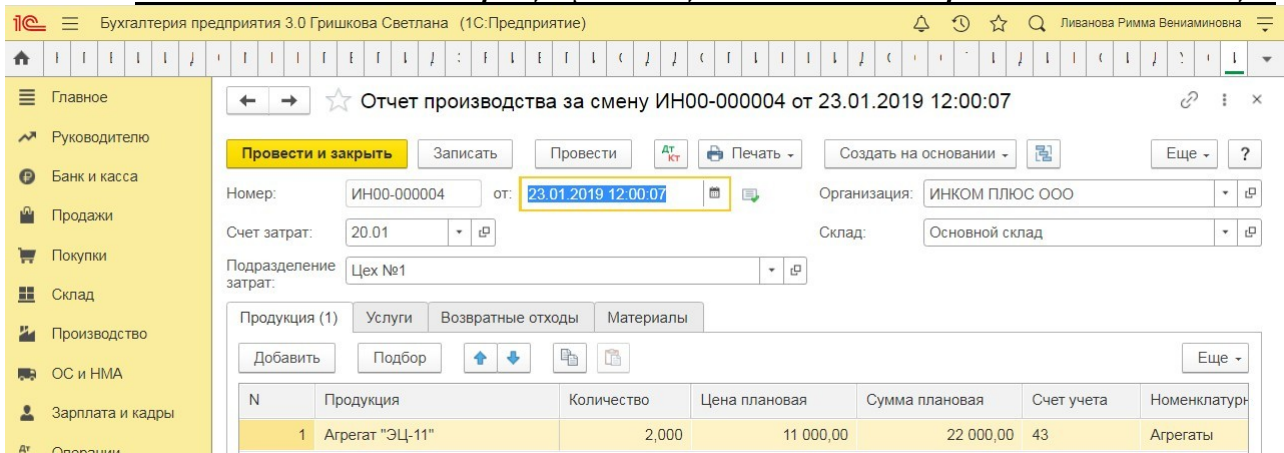 Бухгалтерия предприятия 3.0 Гришкова Светлана (1С:Предприятие) Ливанова Римма Вениаминовна
Главное
Руководителю
Банк и касса
Продажи
Покупки
Склад
Производство
ОС и НМА
Зарплата и кадры
Операции
Отчет производства за смену ИН00-000004 от 23.01.2019 12:00:07
Провести и закрыть Записать Провести Дт Кт Печать Создать на основании Еще ?
Номер: ИН00-000004 от: 23.01.2019 12:00:07 Организация: ИНКОМ ПЛЮС ООО
Счет затрат: 20.01 Склад: Основной склад
Подразделение
затрат: Цех №1
Продукция (1) Услуги Возвратные отходы Материалы
Добавить Подбор Еще
N Продукция Количество Цена плановая Сумма плановая Счет учета
1 Агрегат "ЭЦ-11" 2,000 11 000,00 22 000,00 43 Агрегаты